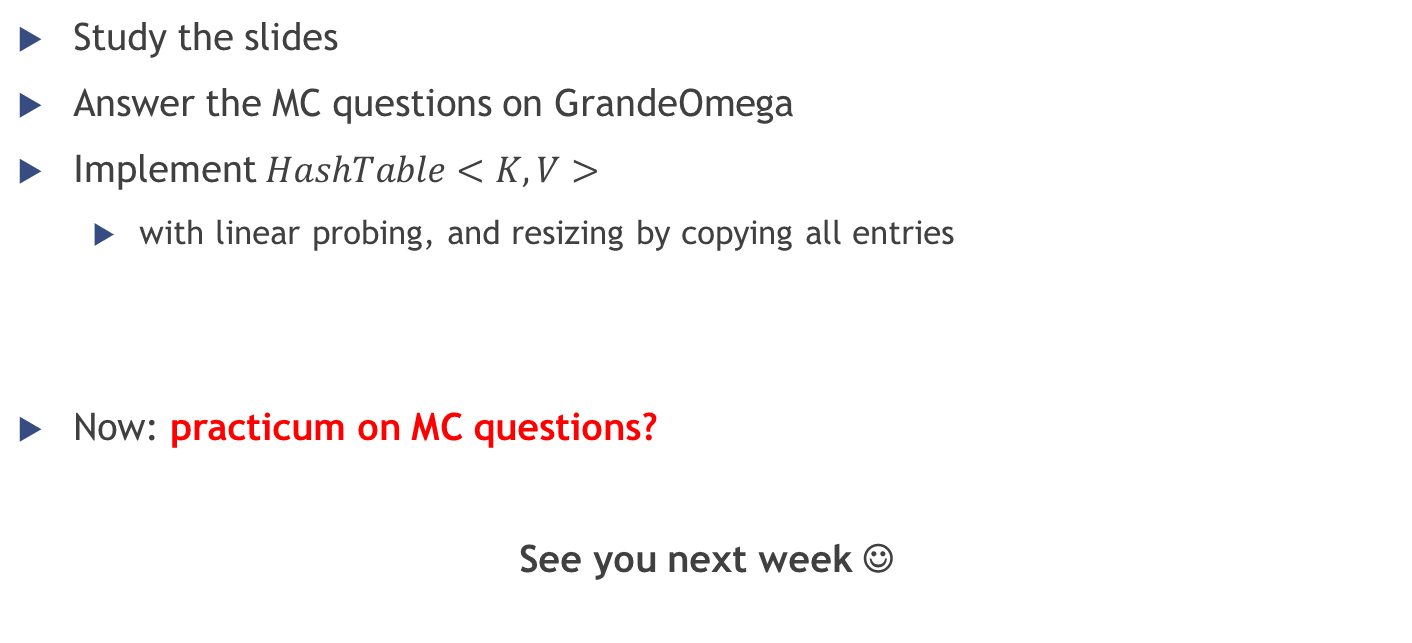 Study the slides
Answer the MC questions on GrandeOmega
Implement HashTable < K, V >
with linear probing, and resizing by copying all entries
Now: practicum on MC questions?
See you next week ☺